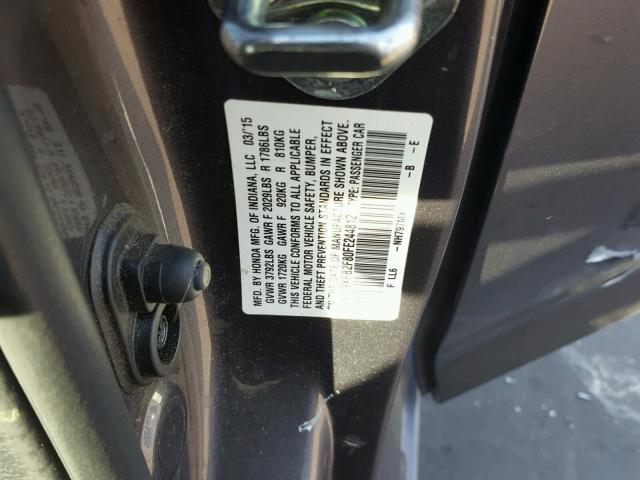 MFD. BY HONDA MFG. OF INDIANA, LLC 03/15
GVWR 3792LBS GAWR F 2029LBS R 1786LBS
GVWR 1720KG GAWR F 920KG R 810KG
THIS VEHICLE CONFORMS TO ALL APPLICABLE
FEDERAL MOTOR VEHICLE SAFETY, BUMPER,
AND THEFT PREVENTION STANDARDS IN EFFECT
ON THE DATE OF MANUFACTURE SHOWN ABOVE.
TYPE: PASSENGER CAR
F LL6 NH797MX -B -E